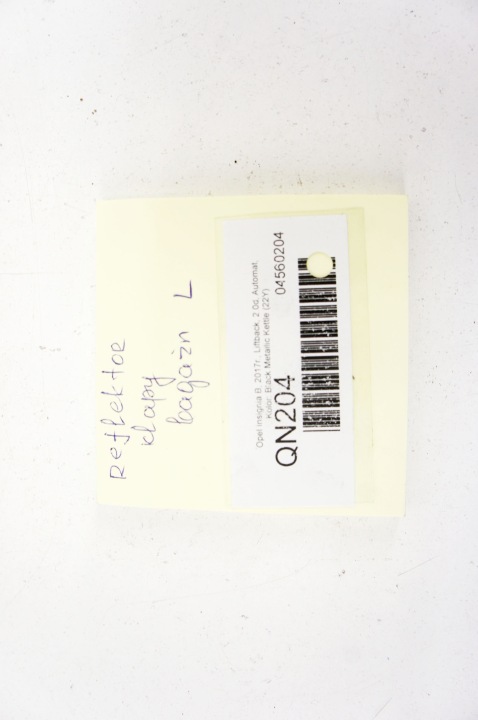 Reflektor
klapy
bagażn L
Opel Insignia B, 2017r., Liftback, 2.0d, Automat.
Kolor: Black Metallic Kettle (22Y)
QN204 04560204